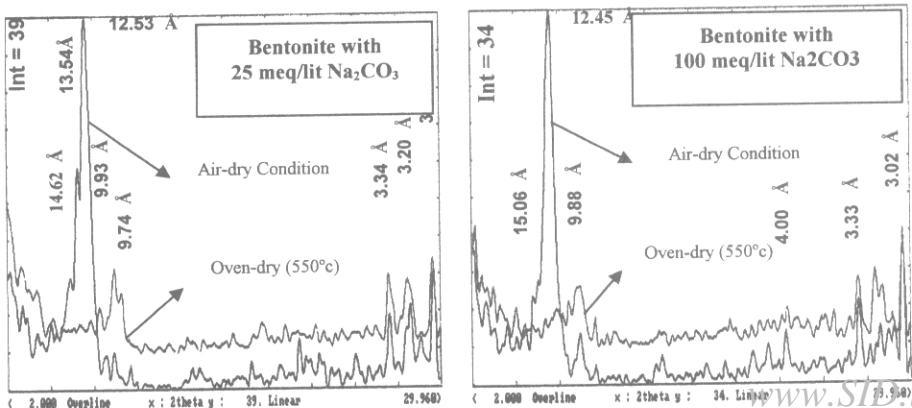 Int = 39
12.53 Å
13.54Å
Bentonite with
25 meq/lit Na₂CO₃
14.62 Å
9.93 Å
9.74 Å
Air-dry Condition
Oven-dry (550°c)
3.34 Å
3.20 Å
3
( 2.000 Overline x : 2theta y : 39. Linear 29.960)
Int = 34
12.45 Å
Bentonite with
100 meq/lit Na2CO3
15.06 Å
9.88 Å
Air-dry Condition
Oven-dry (550°c)
4.00 Å
3.33 Å
3.02 Å
( 2.000 Overline x : 2theta y : 34. Linear
www.SID.